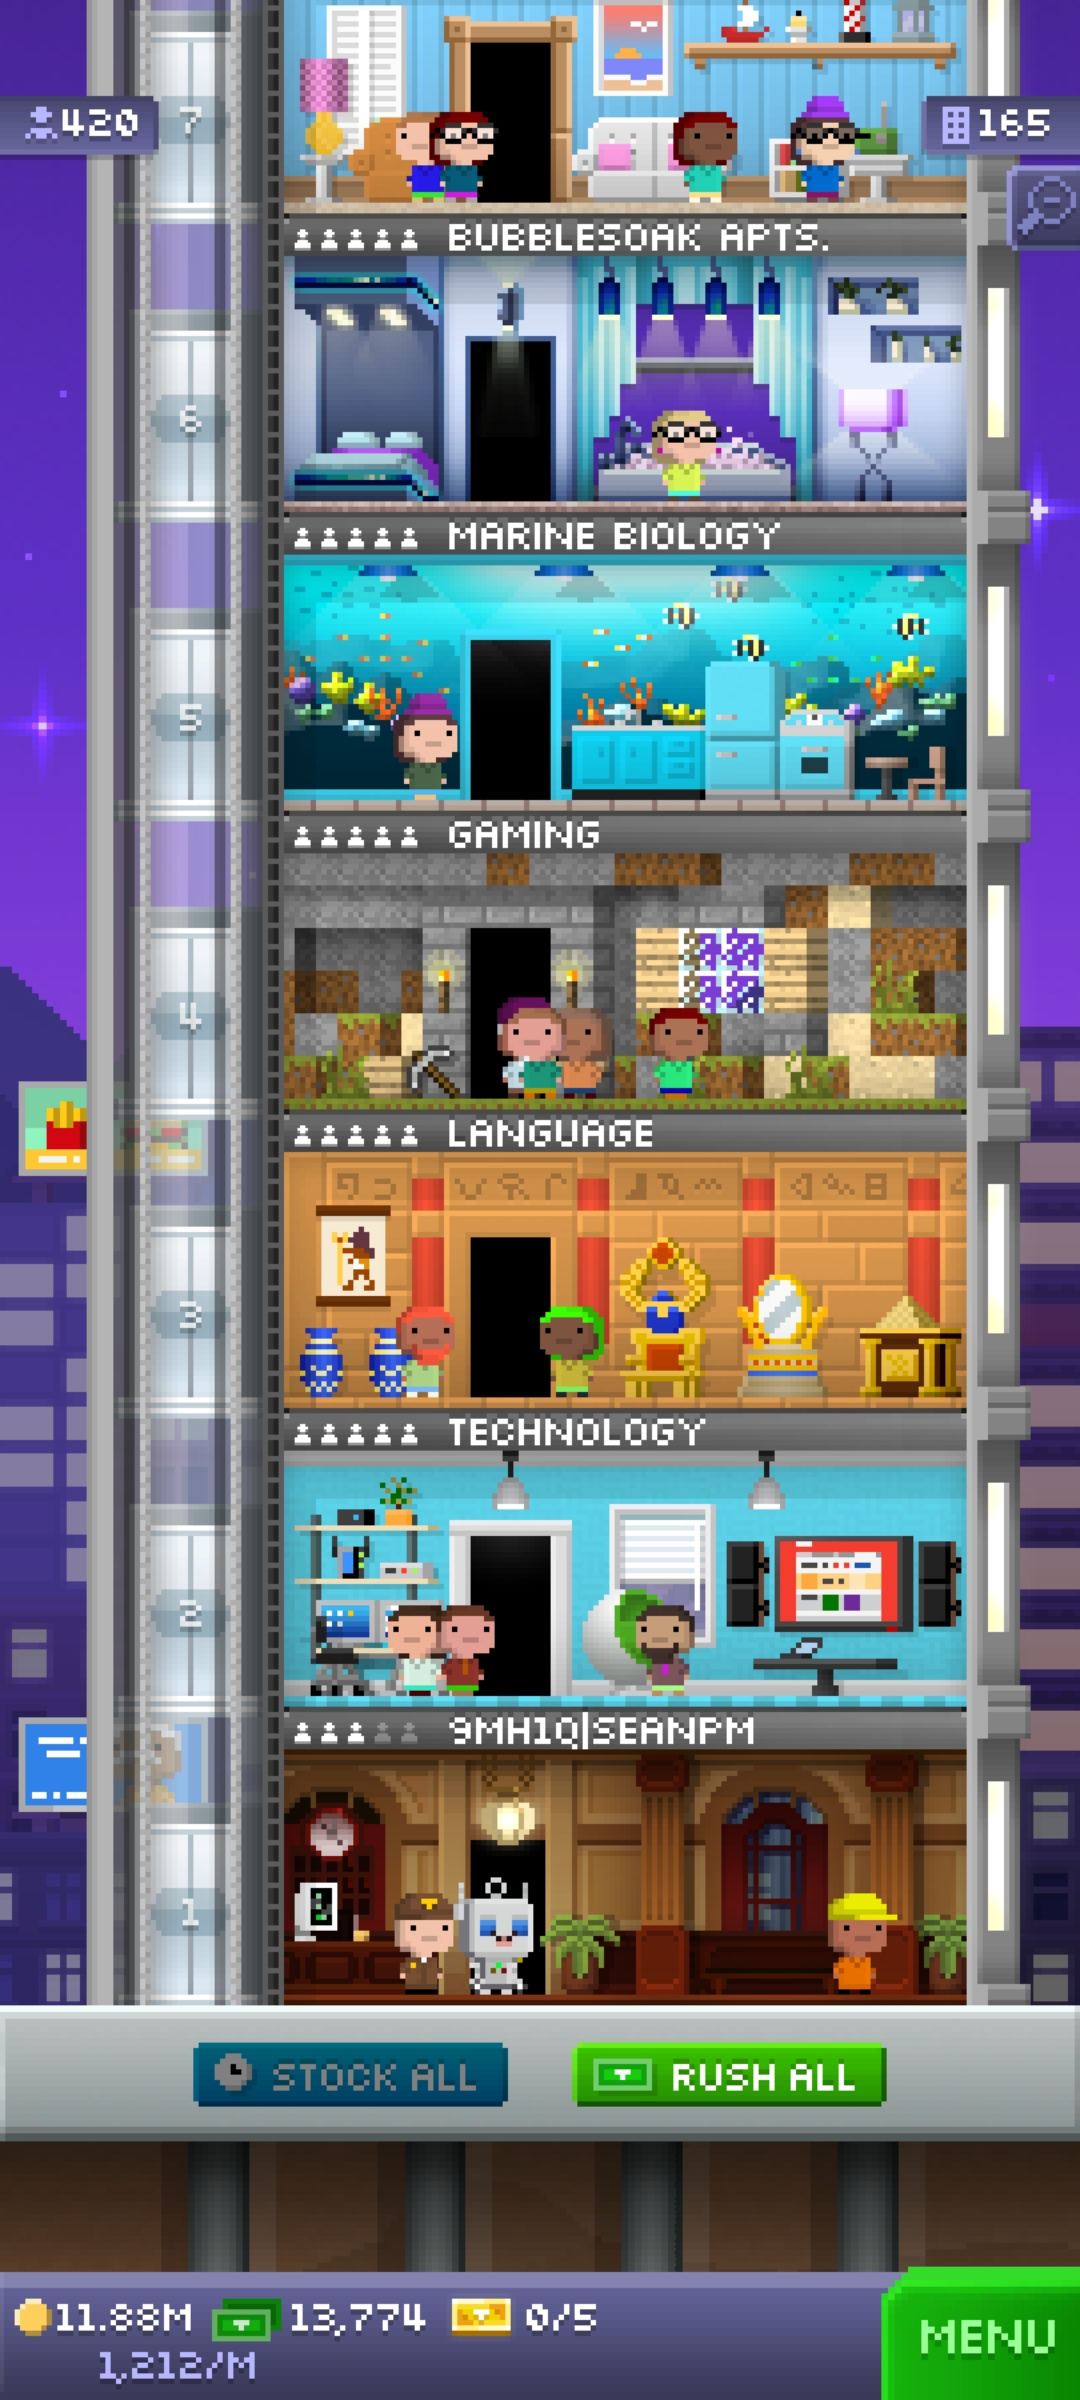 7
420
165
BUBBLESOAK APTS.
6
MARINE BIOLOGY
5
GAMING
4
LANGUAGE
3
TECHNOLOGY
2
9MH1Q|SEANPM
1
STOCK ALL
RUSH ALL
11.88M
13,774
0/5
1,212/M
MENU